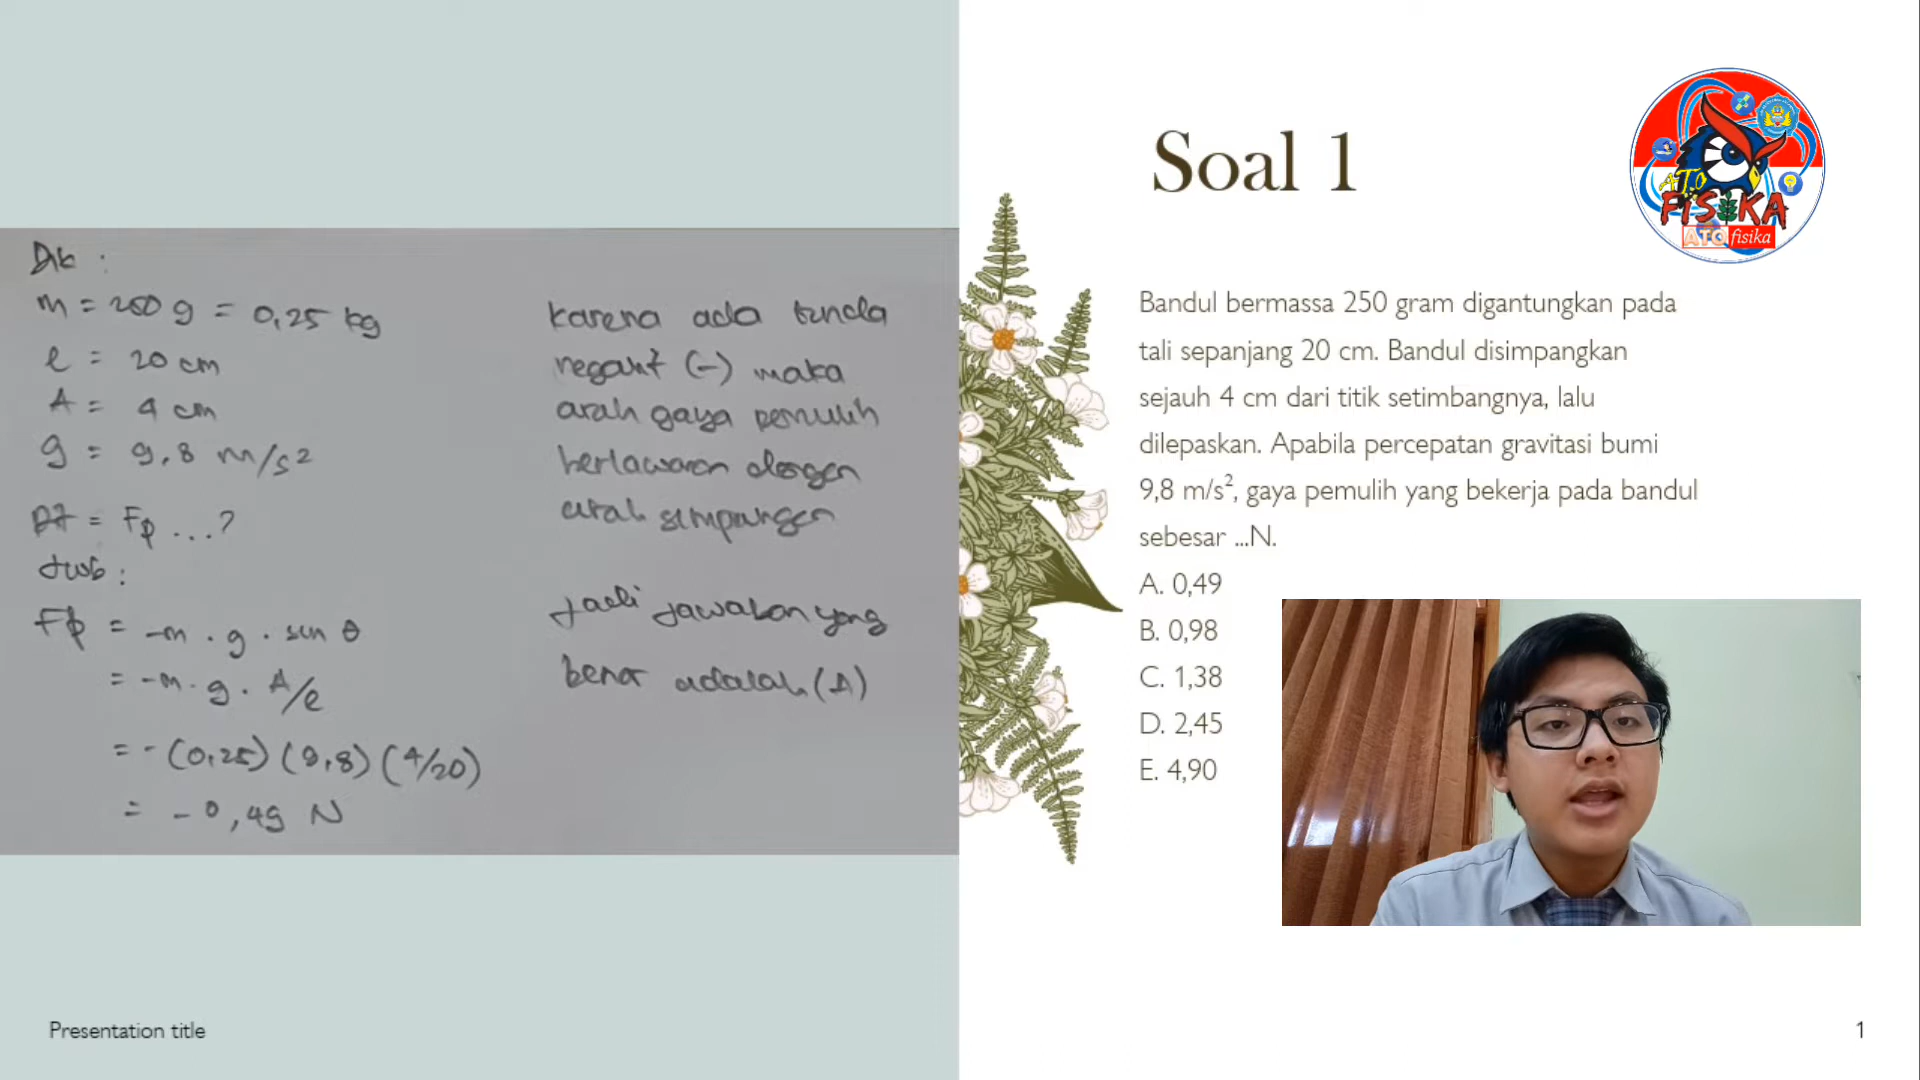 Dik :
m = 250 g = 0,25 kg
l = 20 cm
A = 4 cm
g = 9,8 m/s²
Dt = Fp ...?
Jwb :
Fp = -m . g . sin θ
= -m . g . A/l
= -(0,25) (9,8) (4/20)
= -0,49 N
karena ada tanda
negatif (-) maka
arah gaya pemulih
berlawanan dengan
arah simpangan
jadi jawaban yang
benar adalah (A)
Presentation title
Soal 1
ATO
FISIKA
ATO fisika
Bandul bermassa 250 gram digantungkan pada
tali sepanjang 20 cm. Bandul disimpangkan
sejauh 4 cm dari titik setimbangnya, lalu
dilepaskan. Apabila percepatan gravitasi bumi
9,8 m/s², gaya pemulih yang bekerja pada bandul
sebesar ...N.
A. 0,49
B. 0,98
C. 1,38
D. 2,45
E. 4,90
1